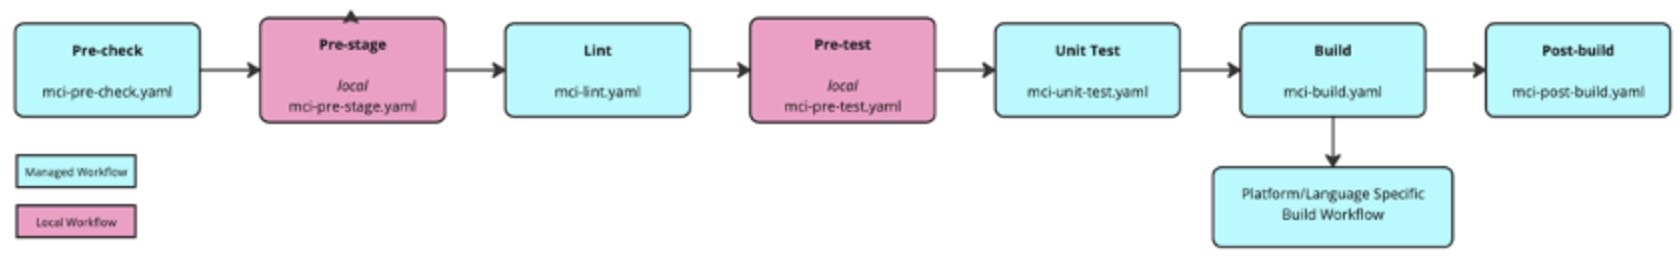 Pre-check
mci-pre-check.yaml
Pre-stage
local
mci-pre-stage.yaml
Lint
mci-lint.yaml
Pre-test
local
mci-pre-test.yaml
Unit Test
mci-unit-test.yaml
Build
mci-build.yaml
Post-build
mci-post-build.yaml
Platform/Language Specific
Build Workflow
Managed Workflow
Local Workflow